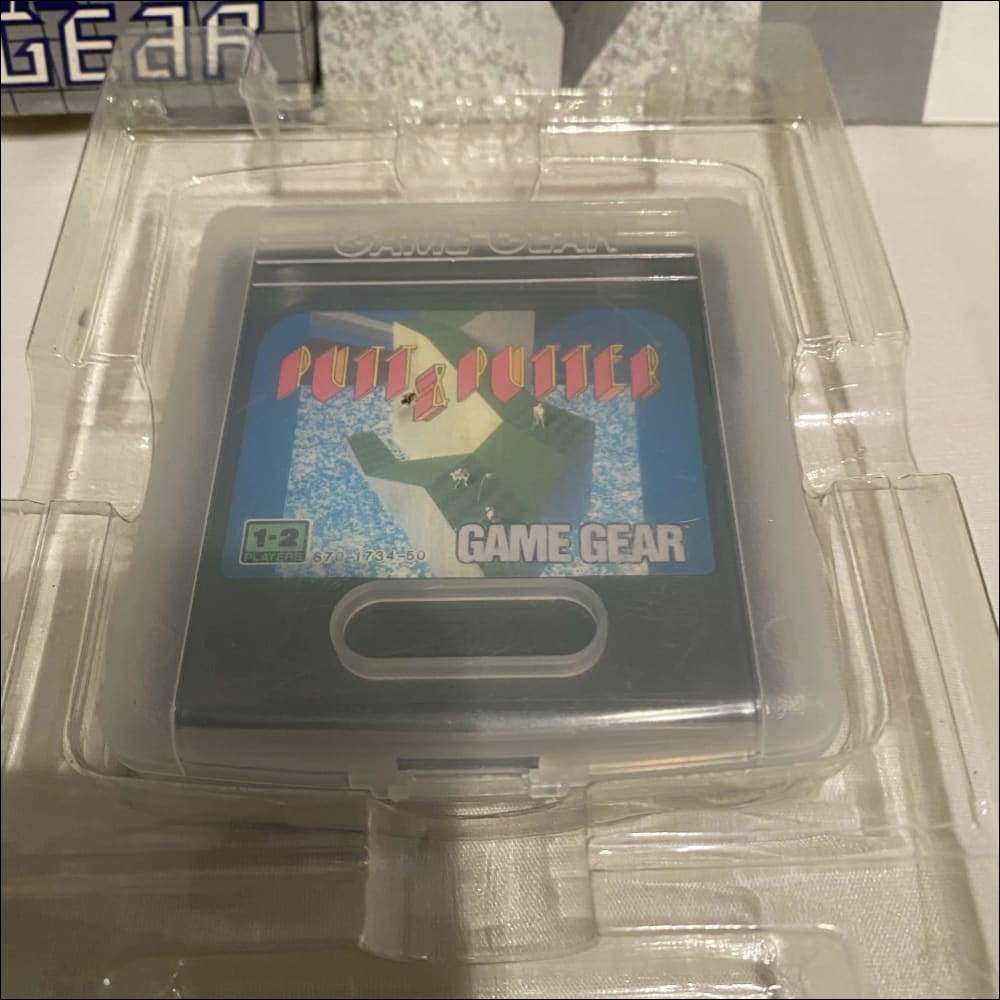 GEAR
GAME GEAR
PUTT & PUTTER
1-2
PLAYERS
670-1734-50
GAME GEAR